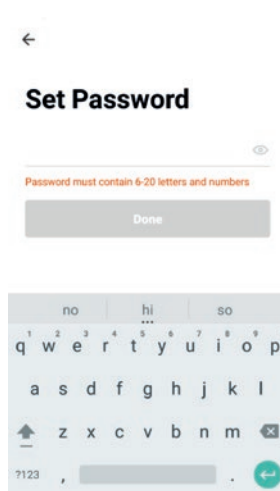 Set Password
Password must contain 6-20 letters and numbers
Done
no hi so
1 2 3 4 5 6 7 8 9
q w e r t y u i o p
a s d f g h j k l
z x c v b n m
?123 , .